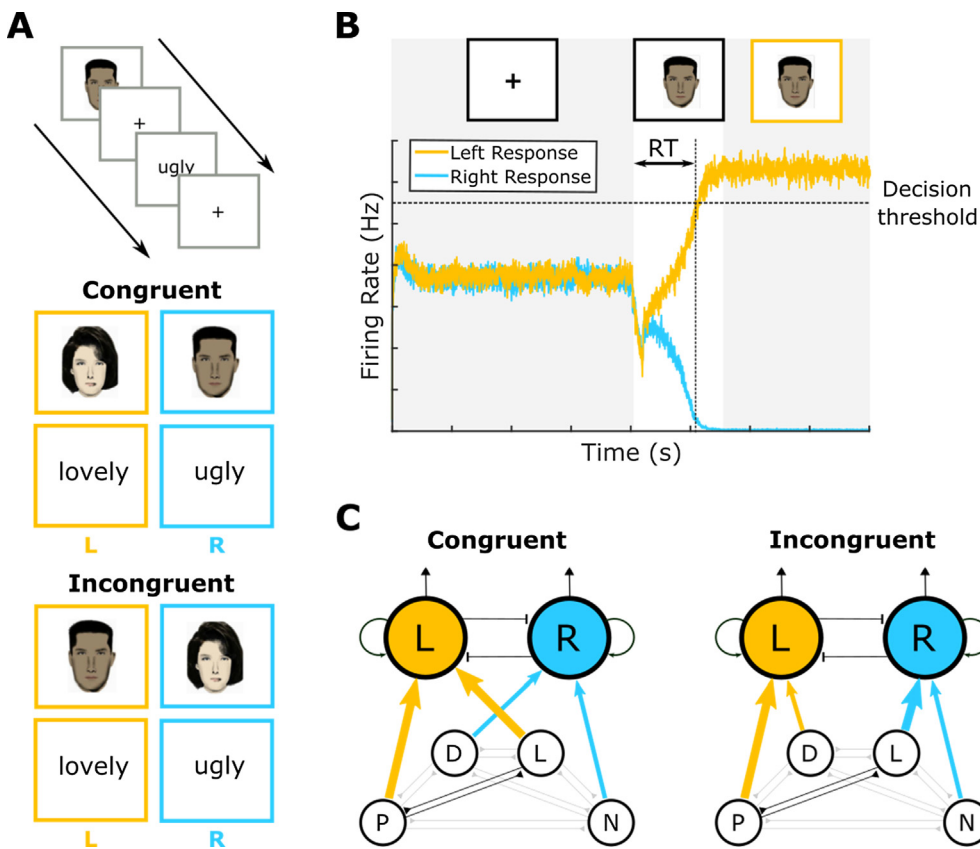 A
+
ugly
+
Congruent
lovely
ugly
L
R
Incongruent
lovely
ugly
L
R
B
+
Left Response
Right Response
RT
Decision
threshold
Firing Rate (Hz)
Time (s)
C
Congruent
L
R
D
L
P
N
Incongruent
L
R
D
L
P
N